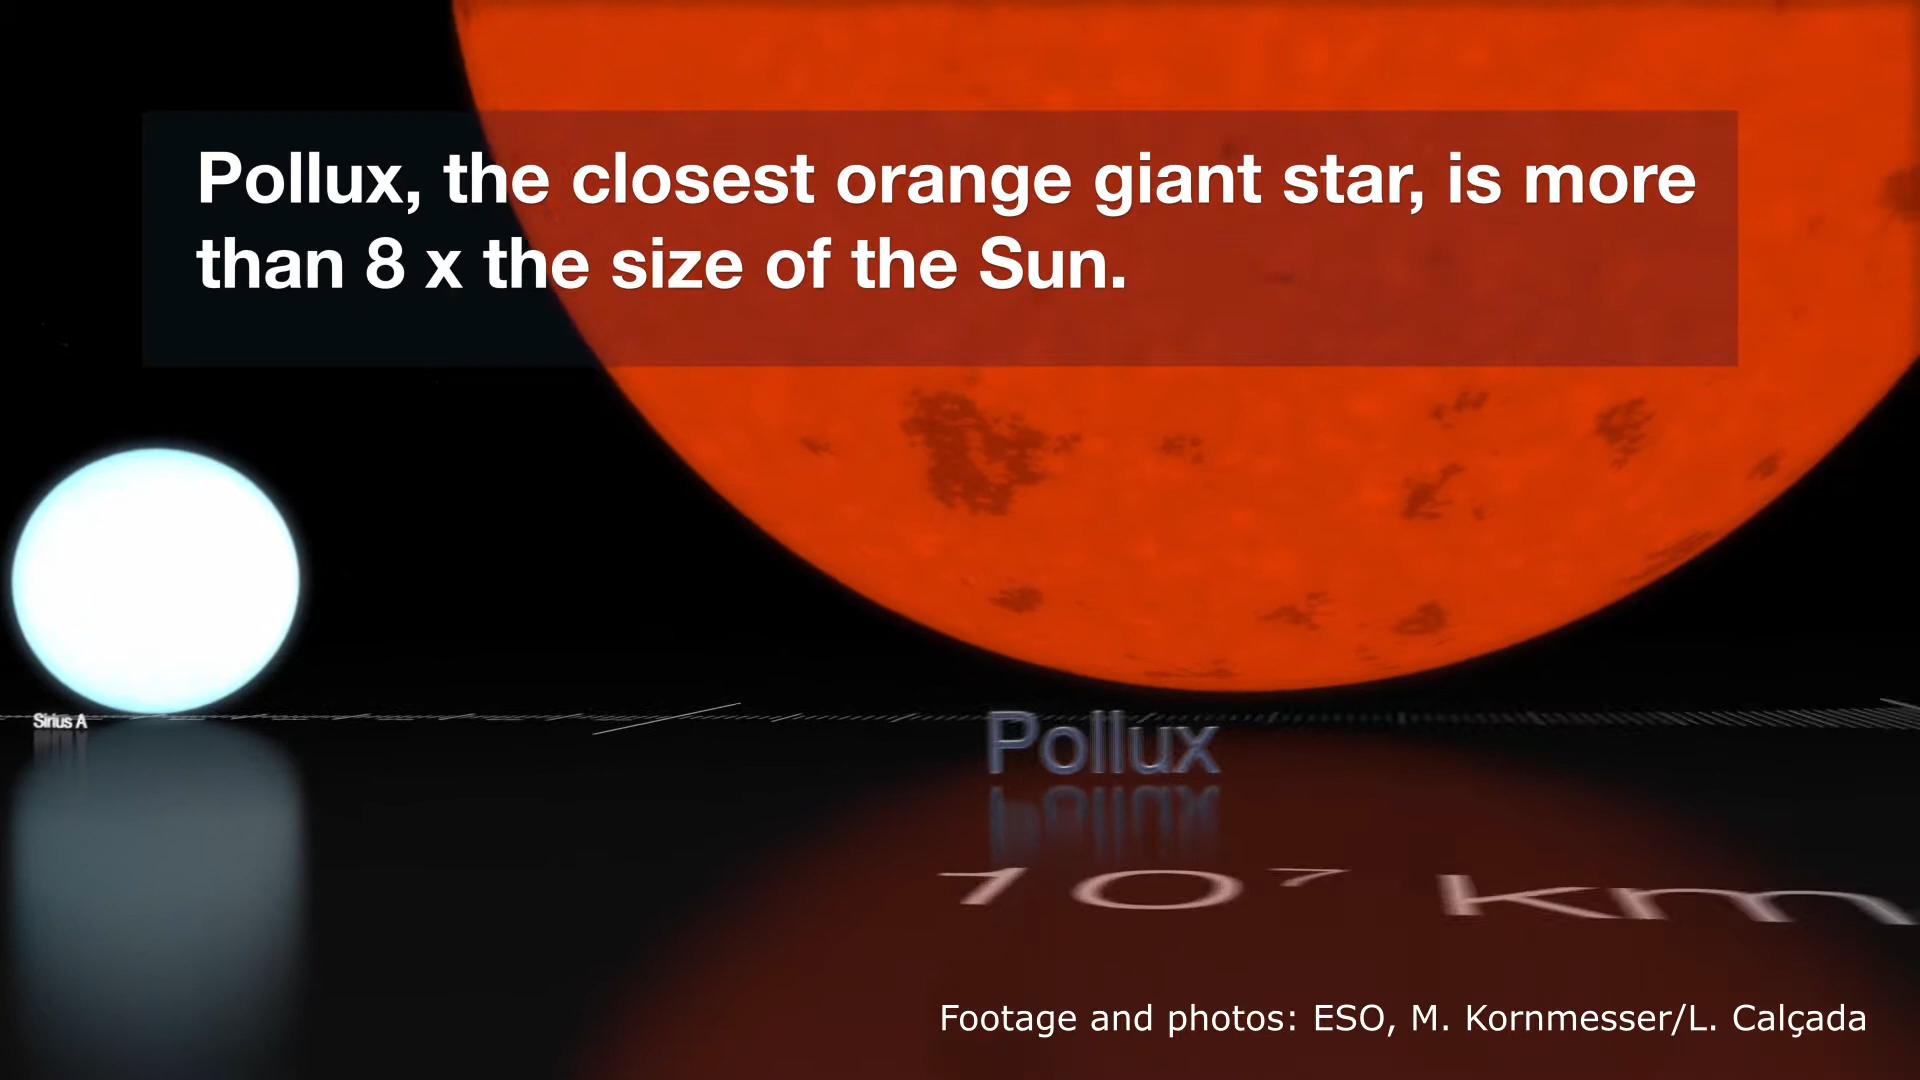 Pollux, the closest orange giant star, is more
than 8 x the size of the Sun.
Sirius A
Pollux
10⁷ km
Footage and photos: ESO, M. Kornmesser/L. Calçada